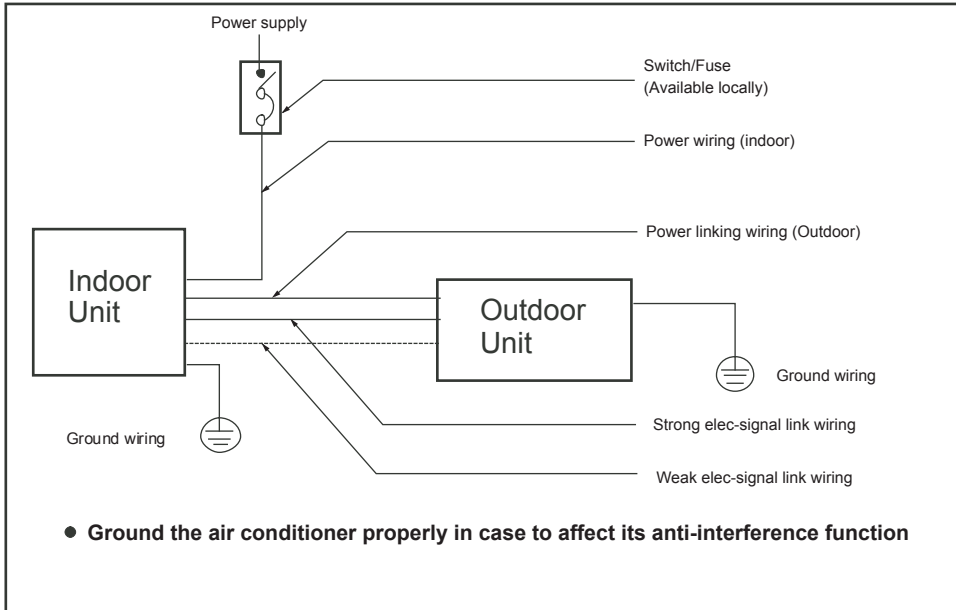 Power supply
Switch/Fuse
(Available locally)
Power wiring (indoor)
Power linking wiring (Outdoor)
Indoor
Unit
Outdoor
Unit
Ground wiring
Ground wiring
Strong elec-signal link wiring
Weak elec-signal link wiring
● Ground the air conditioner properly in case to affect its anti-interference function